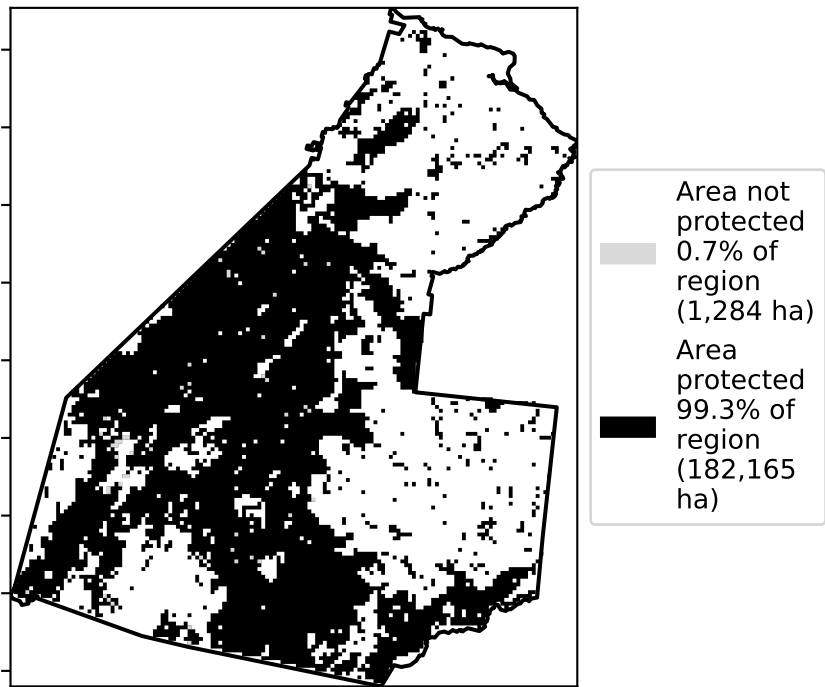 Area not
protected
0.7% of
region
(1,284 ha)
Area
protected
99.3% of
region
(182,165
ha)